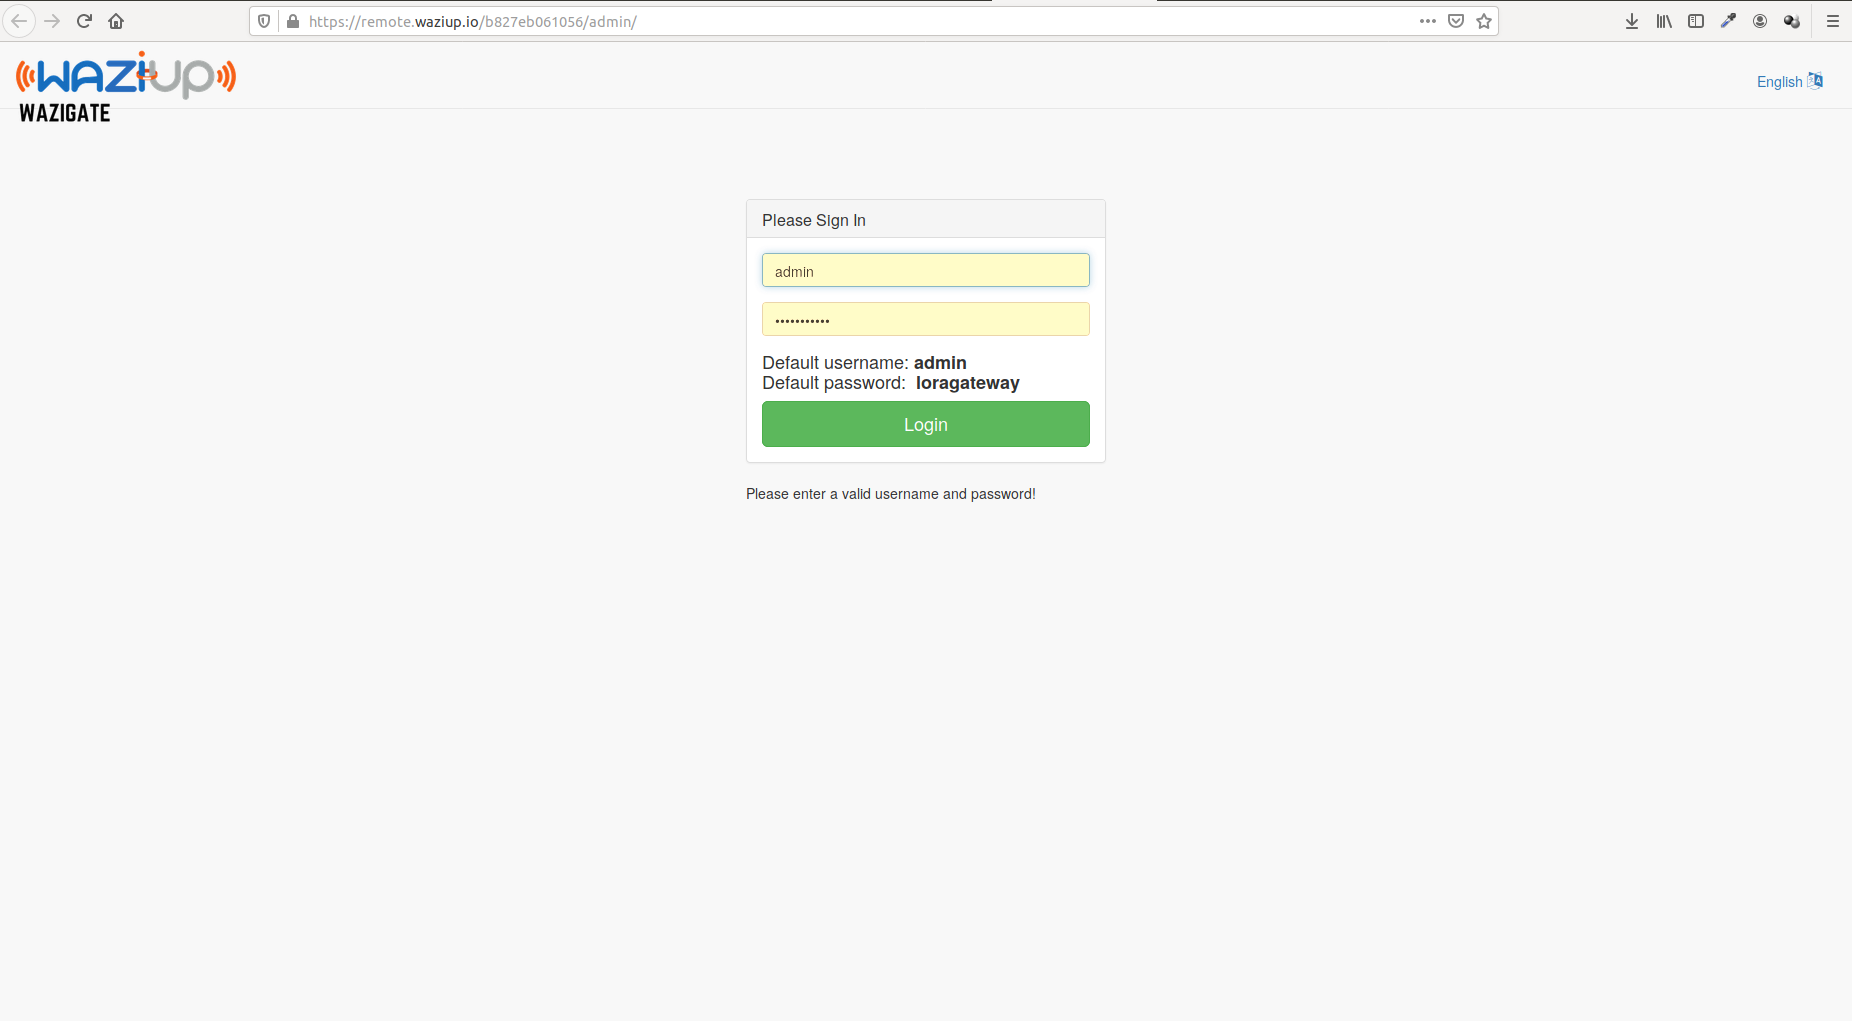 https://remote.waziup.io/b827eb061056/admin/
WAZIUP
WAZIGATE
English
Please Sign In
admin
•••••••••••
Default username: admin
Default password: loragateway
Login
Please enter a valid username and password!